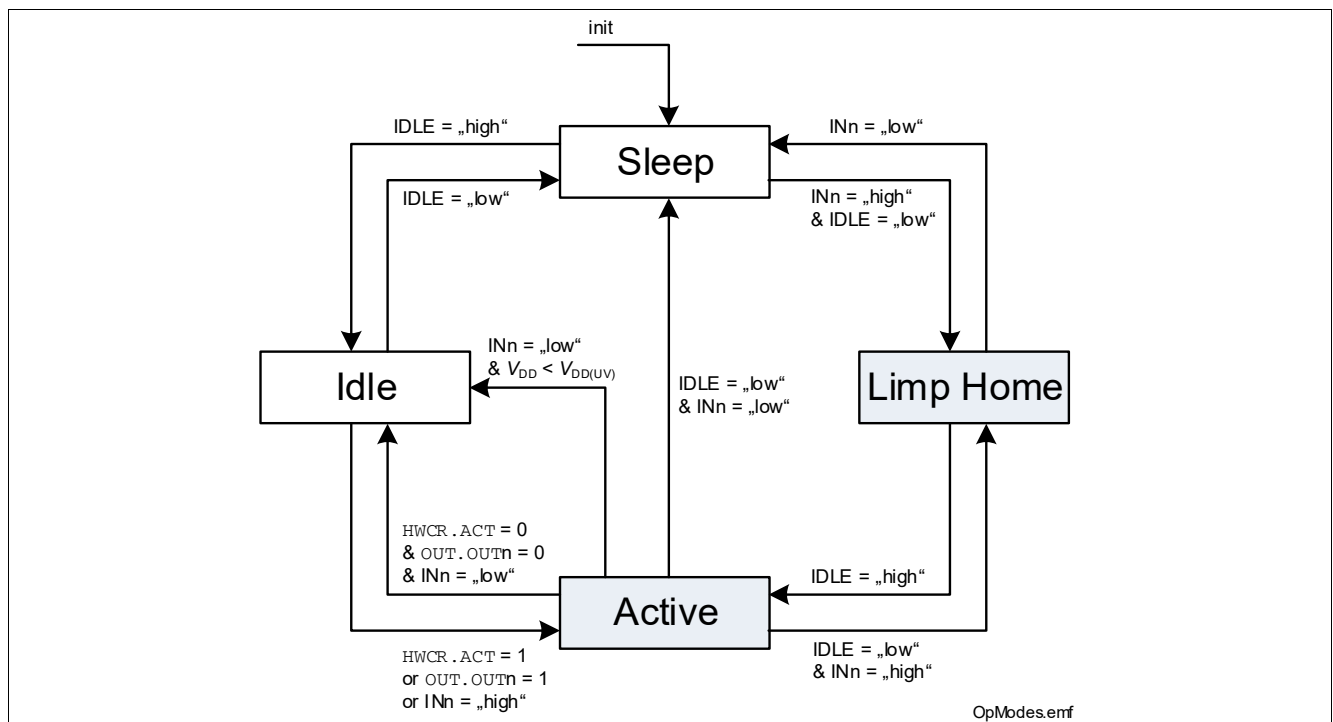 init
IDLE = „high“
INn = „low“
Sleep
IDLE = „low“
INn = „high“
& IDLE = „low“
INn = „low“
& VDD < VDD(UV)
Idle
IDLE = „low“
& INn = „low“
Limp Home
HWCR.ACT = 0
& OUT.OUTn = 0
& INn = „low“
IDLE = „high“
Active
HWCR.ACT = 1
or OUT.OUTn = 1
or INn = „high“
IDLE = „low“
& INn = „high“
OpModes.emf